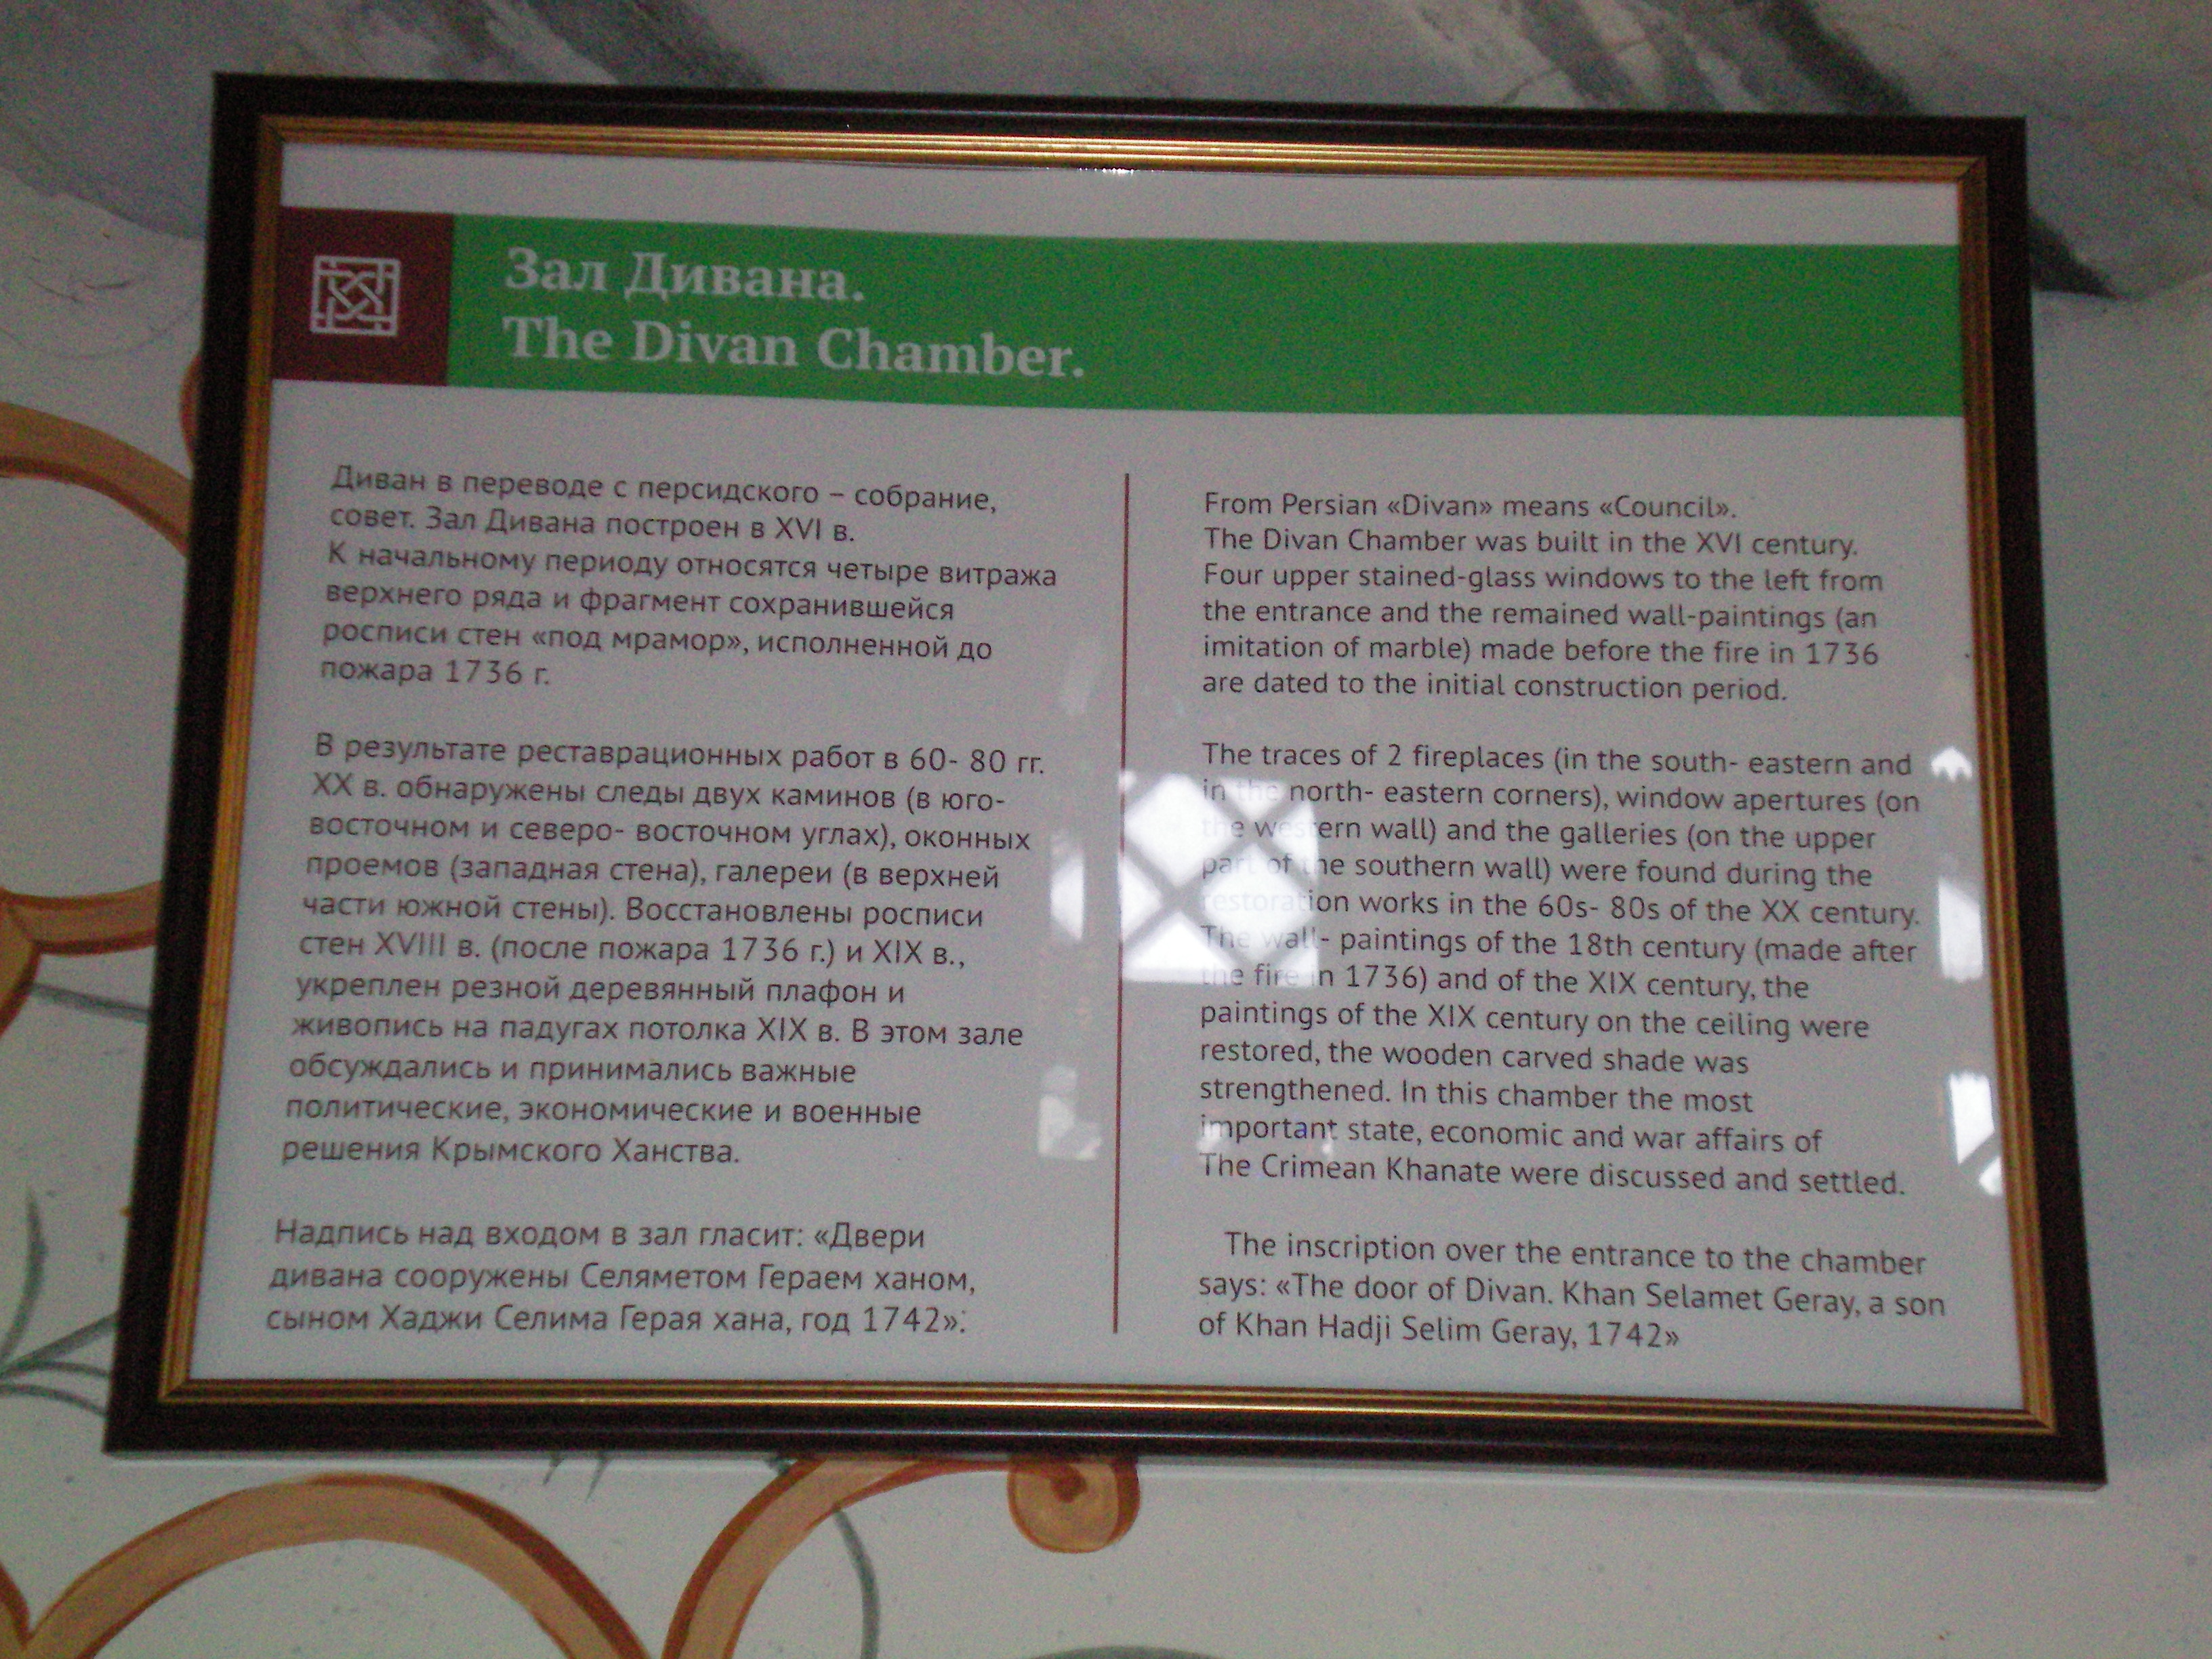 Зал Дивана.
The Divan Chamber.
Диван в переводе с персидского – собрание,
совет. Зал Дивана построен в XVI в.
К начальному периоду относятся четыре витража
верхнего ряда и фрагмент сохранившейся
росписи стен «под мрамор», исполненной до
пожара 1736 г.
В результате реставрационных работ в 60- 80 гг.
XX в. обнаружены следы двух каминов (в юго-
восточном и северо- восточном углах), оконных
проемов (западная стена), галереи (в верхней
части южной стены). Восстановлены росписи
стен XVIII в. (после пожара 1736 г.) и XIX в.,
укреплен резной деревянный плафон и
живопись на падугах потолка XIX в. В этом зале
обсуждались и принимались важные
политические, экономические и военные
решения Крымского Ханства.
Надпись над входом в зал гласит: «Двери
дивана сооружены Селяметом Гераем ханом,
сыном Хаджи Селима Герая хана, год 1742».
From Persian «Divan» means «Council».
The Divan Chamber was built in the XVI century.
Four upper stained-glass windows to the left from
the entrance and the remained wall-paintings (an
imitation of marble) made before the fire in 1736
are dated to the initial construction period.
The traces of 2 fireplaces (in the south- eastern and
in the north- eastern corners), window apertures (on
the western wall) and the galleries (on the upper
part of the southern wall) were found during the
restoration works in the 60s- 80s of the XX century.
The wall- paintings of the 18th century (made after
the fire in 1736) and of the XIX century, the
paintings of the XIX century on the ceiling were
restored, the wooden carved shade was
strengthened. In this chamber the most
important state, economic and war affairs of
The Crimean Khanate were discussed and settled.
The inscription over the entrance to the chamber
says: «The door of Divan. Khan Selamet Geray, a son
of Khan Hadji Selim Geray, 1742»